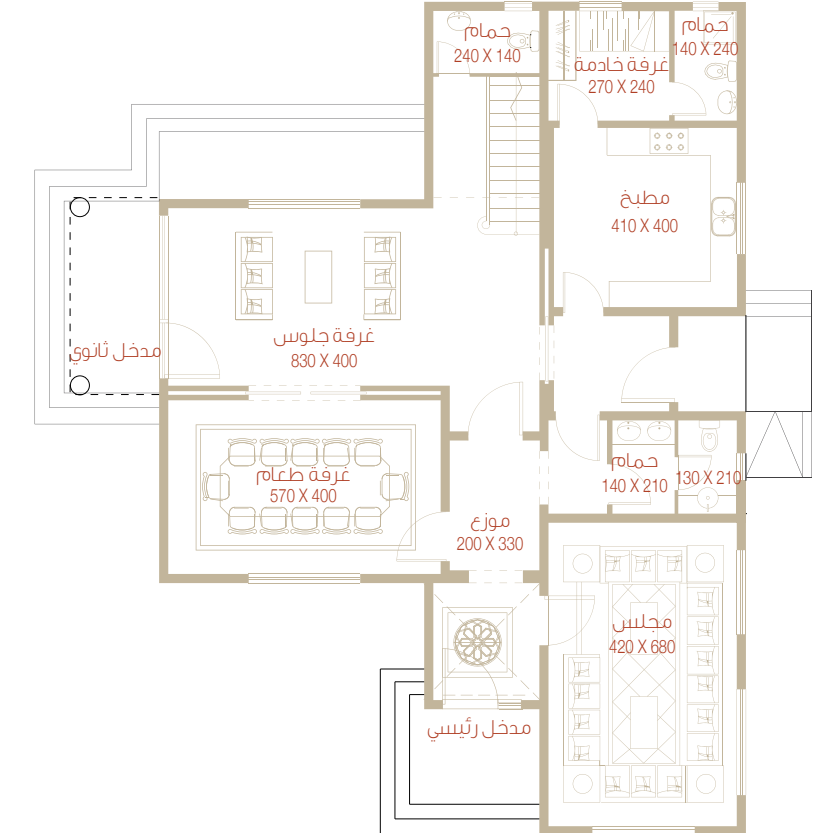 حمام
140 X 240
غرفة خادمة
270 X 240
حمام
240 X 140
مطبخ
410 X 400
غرفة جلوس
830 X 400
مدخل ثانوي
غرفة طعام
570 X 400
حمام
140 X 210
130 X 210
موزع
200 X 330
مجلس
420 X 680
مدخل رئيسي